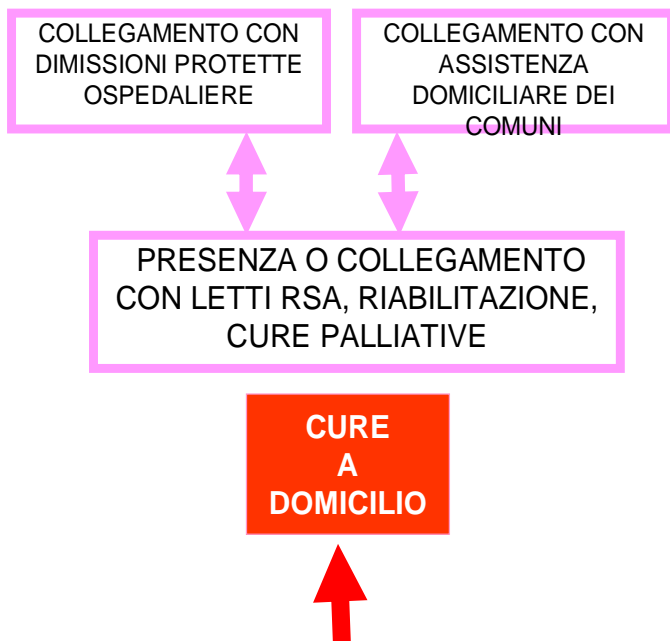 COLLEGAMENTO CON
DIMISSIONI PROTETTE
OSPEDALIERE
COLLEGAMENTO CON
ASSISTENZA
DOMICILIARE DEI
COMUNI
PRESENZA O COLLEGAMENTO
CON LETTI RSA, RIABILITAZIONE,
CURE PALLIATIVE
CURE
A
DOMICILIO